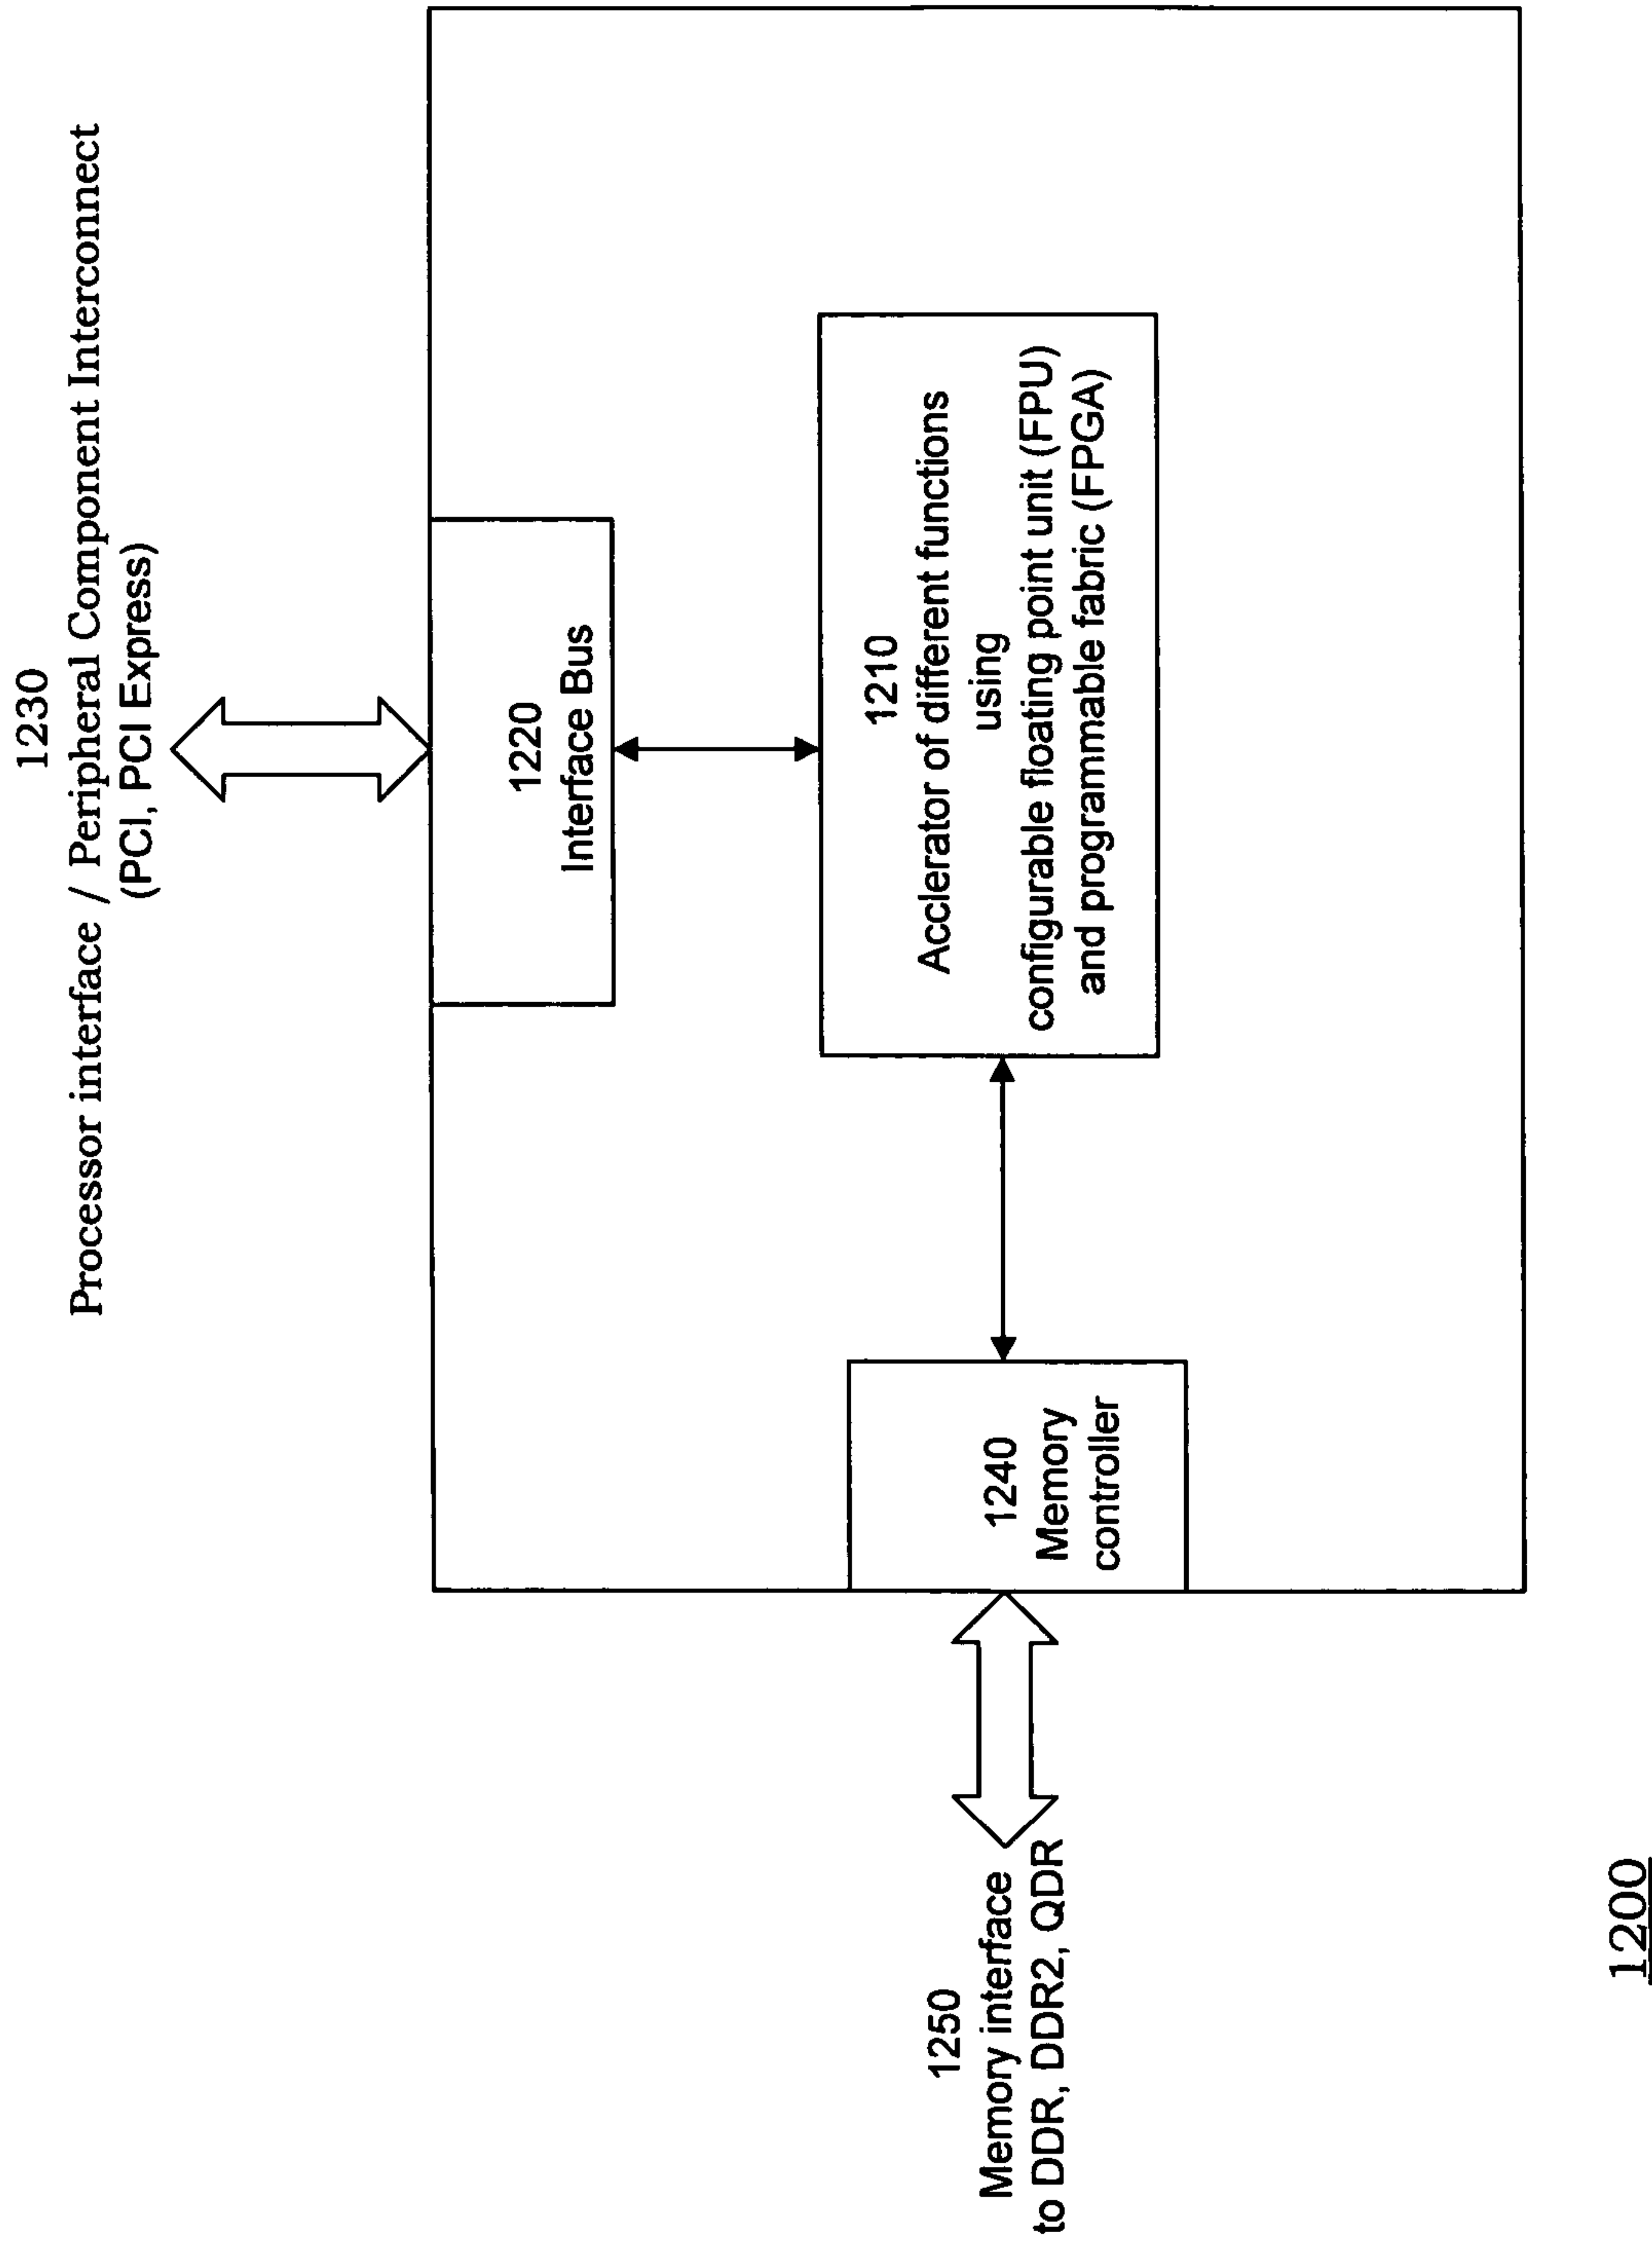 1230
Processor interface / Peripheral Component Interconnect
(PCI, PCI Express)
1220
Interface Bus
1210
Acclerator of different functions
using
configurable floating point unit (FPU)
and programmable fabric (FPGA)
1240
Memory
controller
1250
Memory interface
to DDR, DDR2, QDR
1200